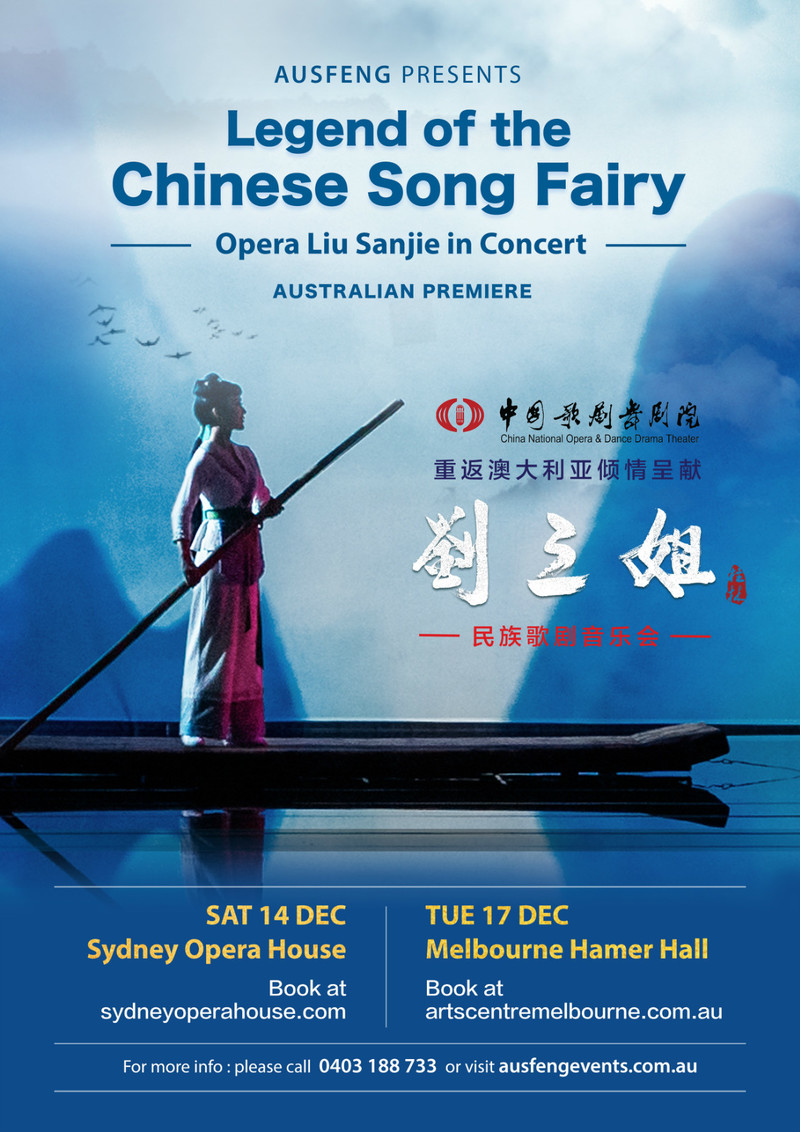 AUSFENG PRESENTS
Legend of the
Chinese Song Fairy
Opera Liu Sanjie in Concert
AUSTRALIAN PREMIERE
中国歌剧舞剧院
China National Opera & Dance Drama Theater
重返澳大利亚倾情呈献
劉三姐
民族歌剧音乐会
SAT 14 DEC
Sydney Opera House
Book at
sydneyoperahouse.com
TUE 17 DEC
Melbourne Hamer Hall
Book at
artscentremelbourne.com.au
For more info : please call 0403 188 733 or visit ausfengevents.com.au